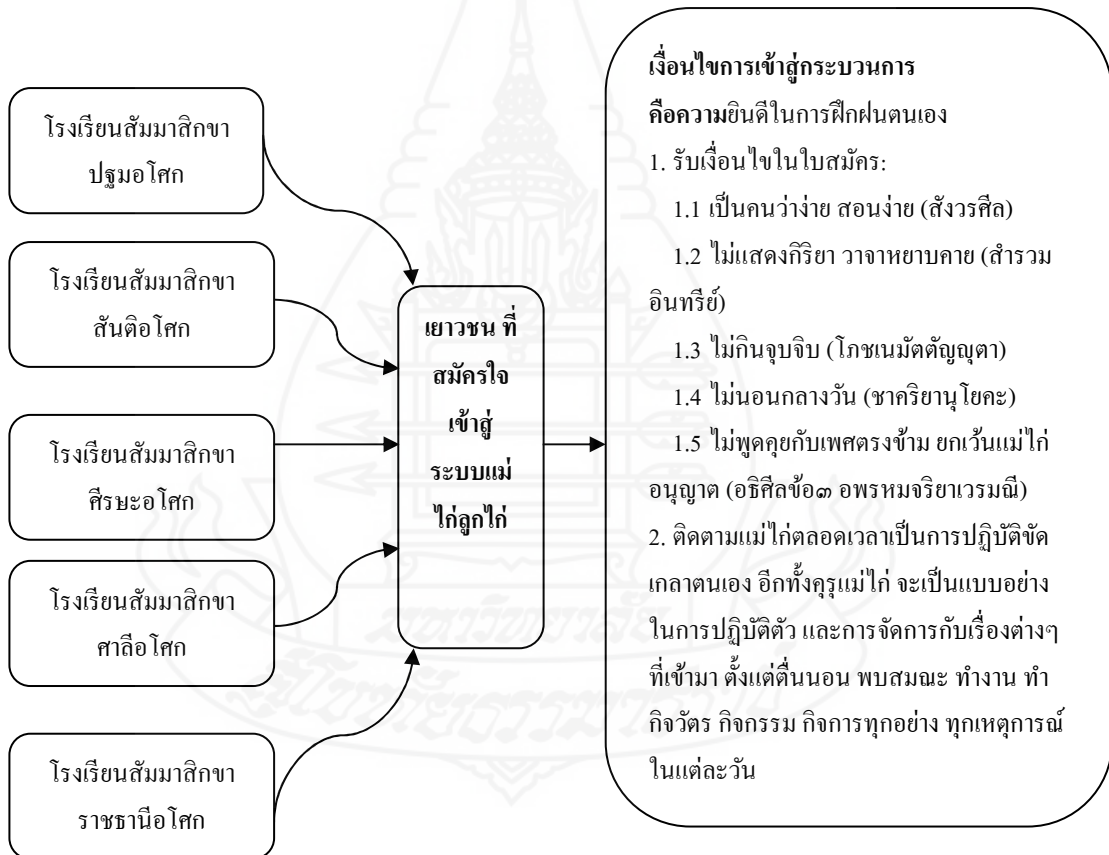 โรงเรียนสัมมาสิกขา
ปฐมอโศก
โรงเรียนสัมมาสิกขา
สันติอโศก
โรงเรียนสัมมาสิกขา
ศีรษะอโศก
โรงเรียนสัมมาสิกขา
ศาลีอโศก
โรงเรียนสัมมาสิกขา
ราชธานีอโศก
เยาวชน ที่
สมัครใจ
เข้าสู่
ระบบแม่
ไก่ลูกไก่
เงื่อนไขการเข้าสู่กระบวนการ
คือความยินดีในการฝึกฝนตนเอง
1. รับเงื่อนไขในใบสมัคร:
1.1 เป็นคนว่าง่าย สอนง่าย (สังวรศีล)
1.2 ไม่แสดงกิริยา วาจาหยาบคาย (สำรวม
อินทรีย์)
1.3 ไม่กินจุบจิบ (โภชเนมัตตัญญุตา)
1.4 ไม่นอนกลางวัน (ชาคริยานุโยคะ)
1.5 ไม่พูดคุยกับเพศตรงข้าม ยกเว้นแม่ไก่
อนุญาต (อธิศีลข้อ๓ อพรหมจริยาเวรมณี)
2. ติดตามแม่ไก่ตลอดเวลาเป็นการปฏิบัติขัด
เกลาตนเอง อีกทั้งคุรุแม่ไก่ จะเป็นแบบอย่าง
ในการปฏิบัติตัว และการจัดการกับเรื่องต่างๆ
ที่เข้ามา ตั้งแต่ตื่นนอน พบสมณะ ทำงาน ทำ
กิจวัตร กิจกรรม กิจการทุกอย่าง ทุกเหตุการณ์
ในแต่ละวัน
มหาวิทยาลัย
สุโขทัยธรรมาธิราช